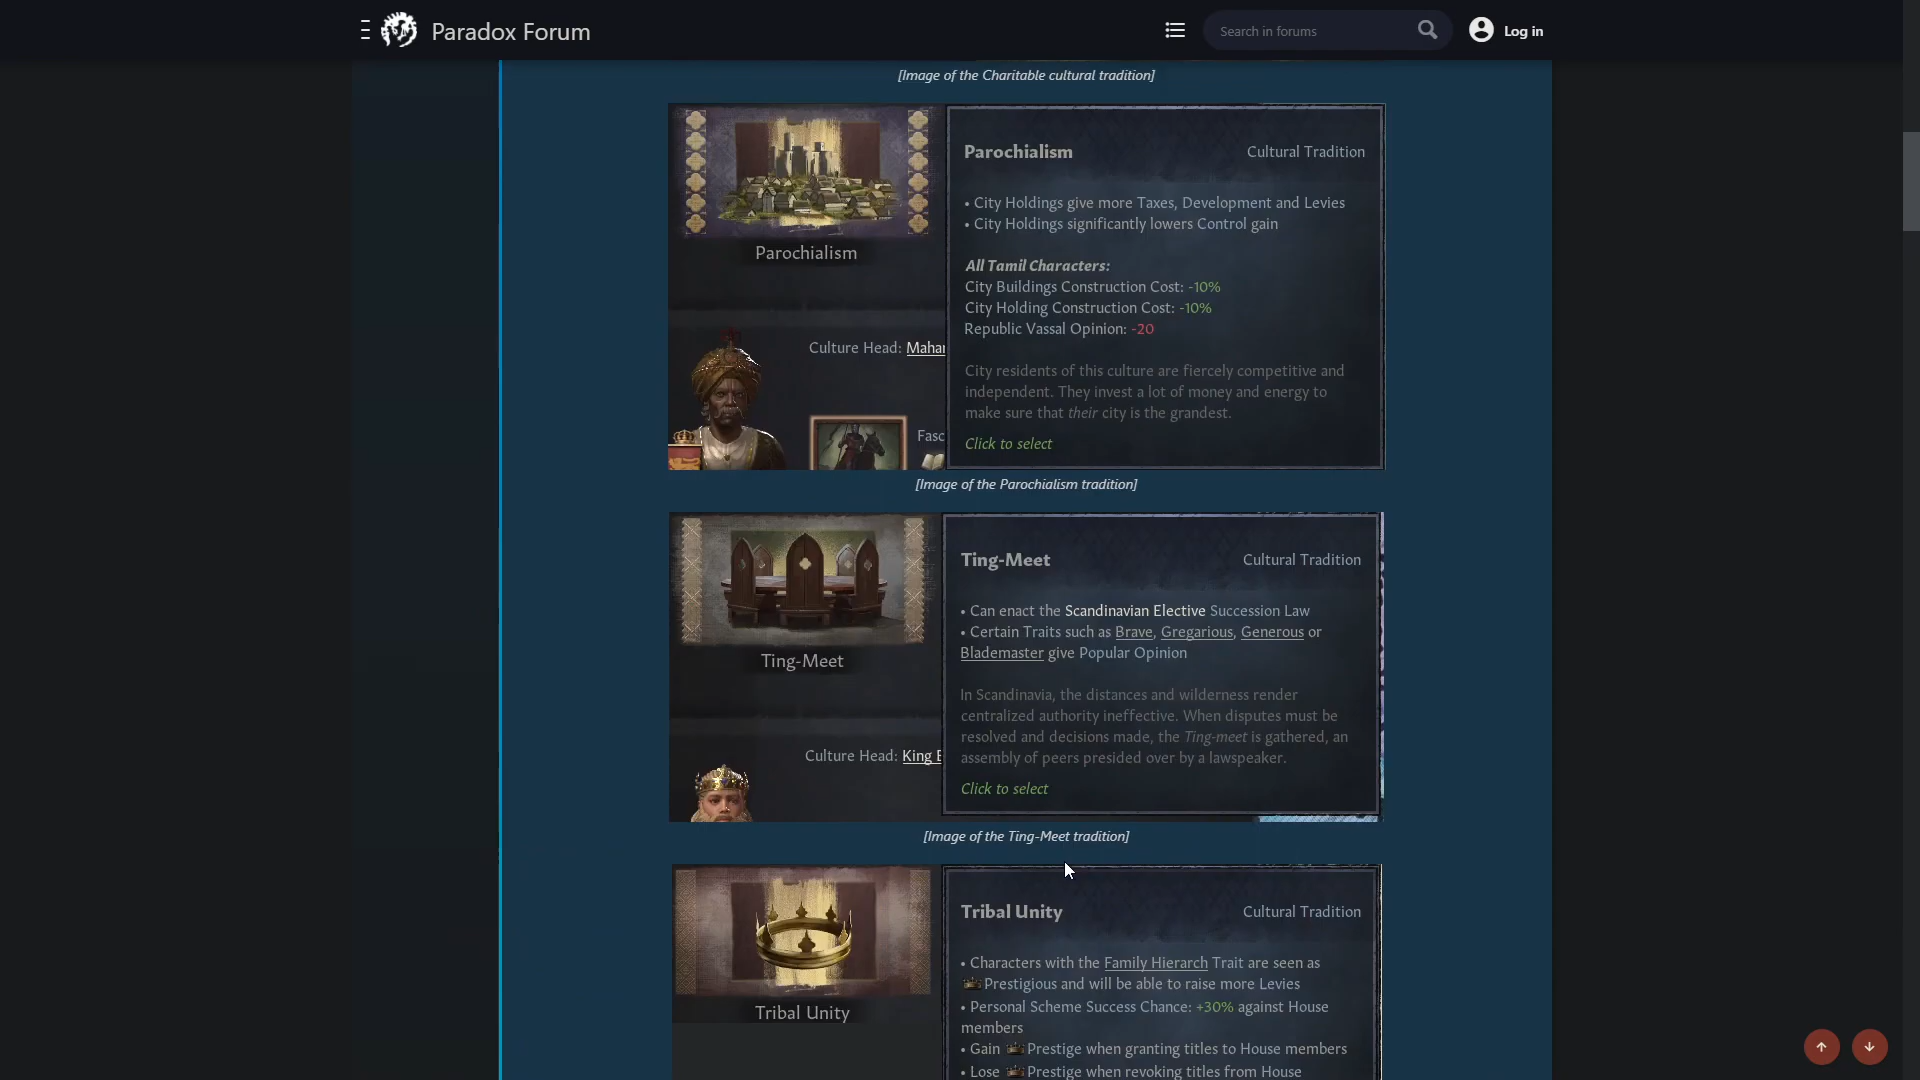 Paradox Forum
Search in forums
Log in
[Image of the Charitable cultural tradition]
Parochialism
Culture Head: Mahar
Fasc
Parochialism Cultural Tradition
• City Holdings give more Taxes, Development and Levies
• City Holdings significantly lowers Control gain
All Tamil Characters:
City Buildings Construction Cost: -10%
City Holding Construction Cost: -10%
Republic Vassal Opinion: -20
City residents of this culture are fiercely competitive and
independent. They invest a lot of money and energy to
make sure that their city is the grandest.
Click to select
[Image of the Parochialism tradition]
Ting-Meet
Culture Head: King E
Ting-Meet Cultural Tradition
• Can enact the Scandinavian Elective Succession Law
• Certain Traits such as Brave, Gregarious, Generous or
Blademaster give Popular Opinion
In Scandinavia, the distances and wilderness render
centralized authority ineffective. When disputes must be
resolved and decisions made, the Ting-meet is gathered, an
assembly of peers presided over by a lawspeaker.
Click to select
[Image of the Ting-Meet tradition]
Tribal Unity
Tribal Unity Cultural Tradition
• Characters with the Family Hierarch Trait are seen as
Prestigious and will be able to raise more Levies
• Personal Scheme Success Chance: +30% against House
members
• Gain Prestige when granting titles to House members
• Lose Prestige when revoking titles from House